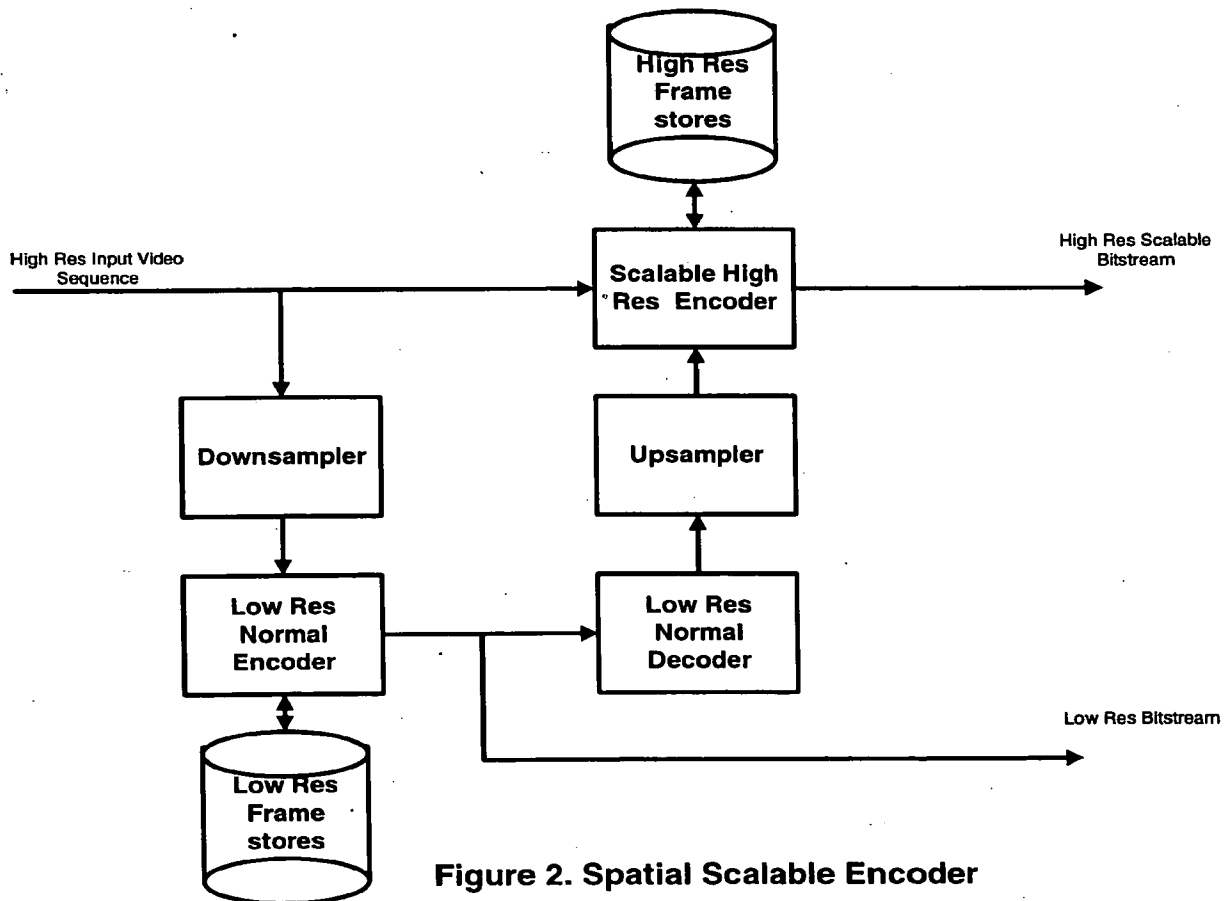 High Res
Frame
stores
High Res Input Video
Sequence
Scalable High
Res Encoder
High Res Scalable
Bitstream
Downsampler
Upsampler
Low Res
Normal
Encoder
Low Res
Normal
Decoder
Low Res Bitstream
Low Res
Frame
stores
Figure 2. Spatial Scalable Encoder